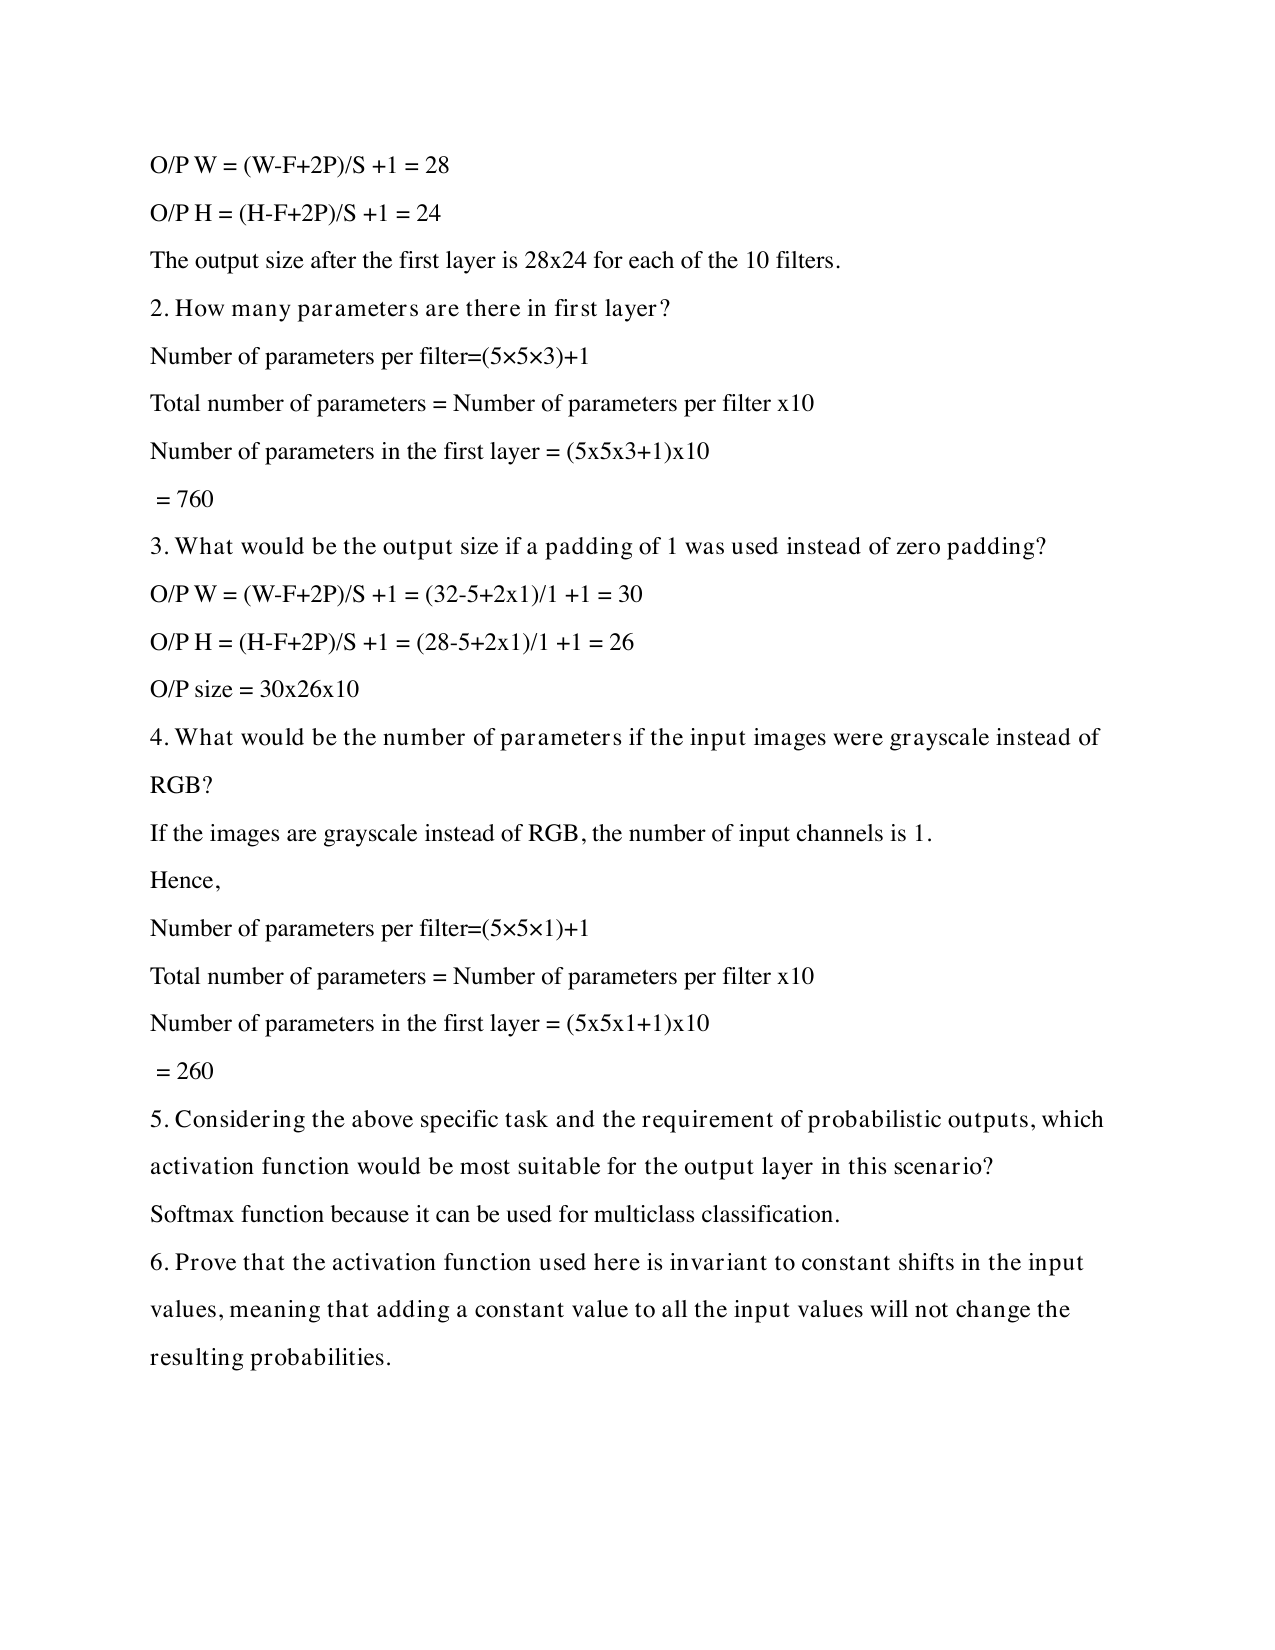 O/P W = (W-F+2P)/S +1 = 28
O/P H = (H-F+2P)/S +1 = 24
The output size after the first layer is 28x24 for each of the 10 filters.
2. How many parameters are there in first layer?
Number of parameters per filter=(5×5×3)+1
Total number of parameters = Number of parameters per filter x10
Number of parameters in the first layer = (5x5x3+1)x10
= 760
3. What would be the output size if a padding of 1 was used instead of zero padding?
O/P W = (W-F+2P)/S +1 = (32-5+2x1)/1 +1 = 30
O/P H = (H-F+2P)/S +1 = (28-5+2x1)/1 +1 = 26
O/P size = 30x26x10
4. What would be the number of parameters if the input images were grayscale instead of
RGB?
If the images are grayscale instead of RGB, the number of input channels is 1.
Hence,
Number of parameters per filter=(5×5×1)+1
Total number of parameters = Number of parameters per filter x10
Number of parameters in the first layer = (5x5x1+1)x10
= 260
5. Considering the above specific task and the requirement of probabilistic outputs, which
activation function would be most suitable for the output layer in this scenario?
Softmax function because it can be used for multiclass classification.
6. Prove that the activation function used here is invariant to constant shifts in the input
values, meaning that adding a constant value to all the input values will not change the
resulting probabilities.